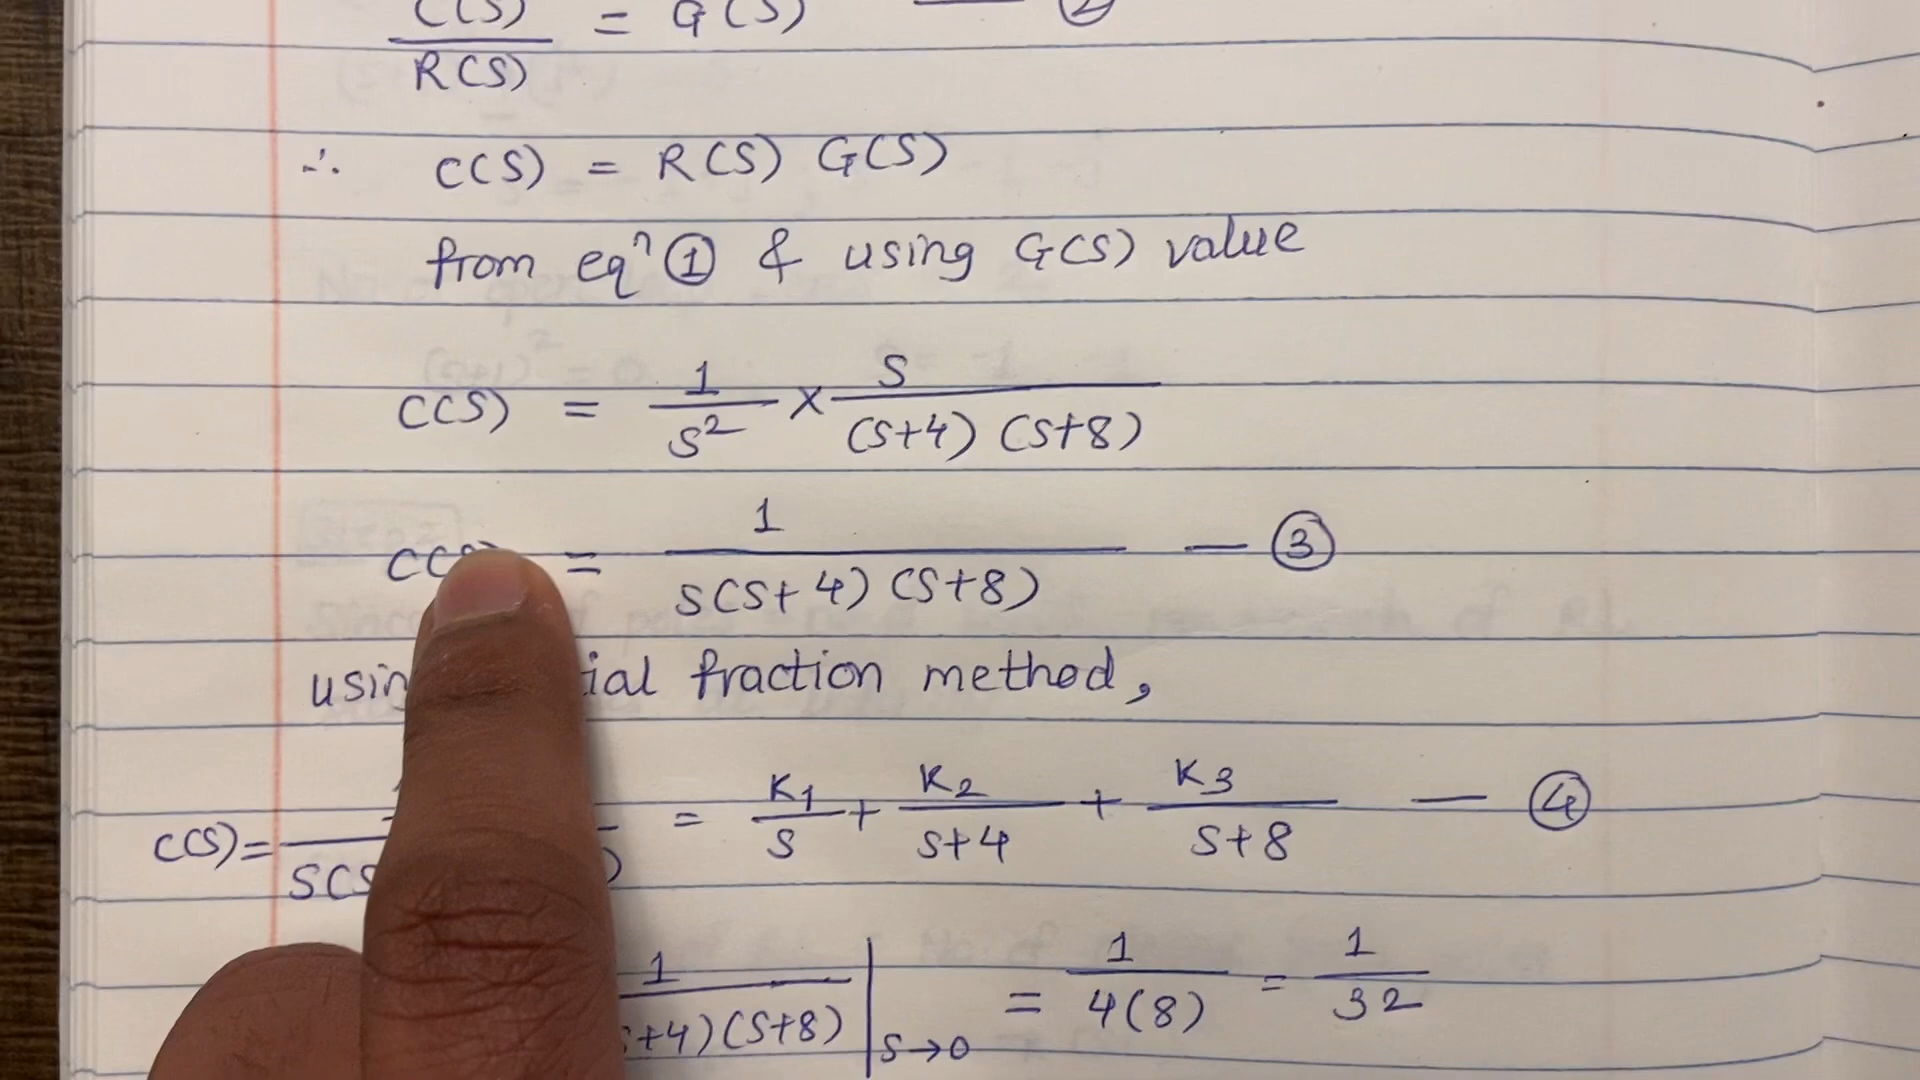 C(S)/R(S) = G(S) — ②
∴ C(S) = R(S) G(S)
from eqⁿ ① & using G(S) value
C(S) = 1/S² × S/((S+4)(S+8))
= 1/(S(S+4)(S+8)) — ③
fraction method,
C(S) = = K1/S + K2/(S+4) + K3/(S+8) — ④
1/( +4)(S+8) | S→0 = 1/4(8) = 1/32